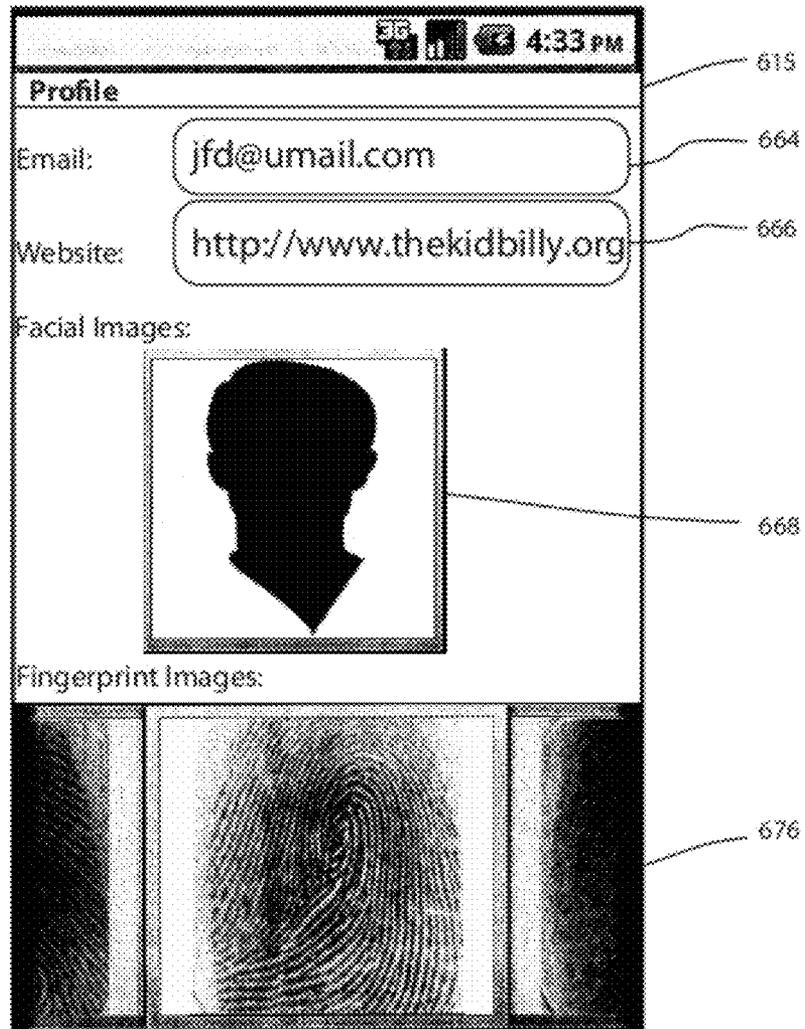 3G 4:33 PM
615
Profile
664
Email: jfd@umail.com
666
Website: http://www.thekidbilly.org
Facial Images:
668
Fingerprint Images:
676